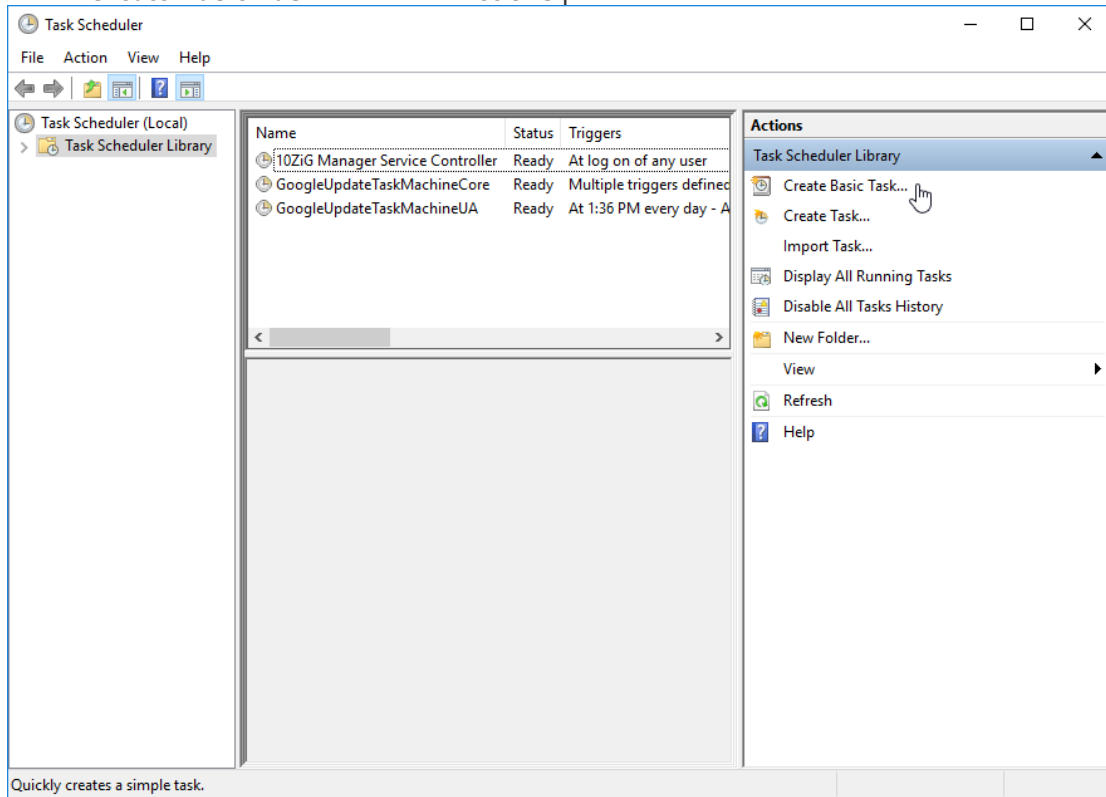 Task Scheduler
File Action View Help
Task Scheduler (Local)
Task Scheduler Library
Name Status Triggers
10ZiG Manager Service Controller Ready At log on of any user
GoogleUpdateTaskMachineCore Ready Multiple triggers defined
GoogleUpdateTaskMachineUA Ready At 1:36 PM every day - A
Actions
Task Scheduler Library
Create Basic Task...
Create Task...
Import Task...
Display All Running Tasks
Disable All Tasks History
New Folder...
View
Refresh
Help
Quickly creates a simple task.